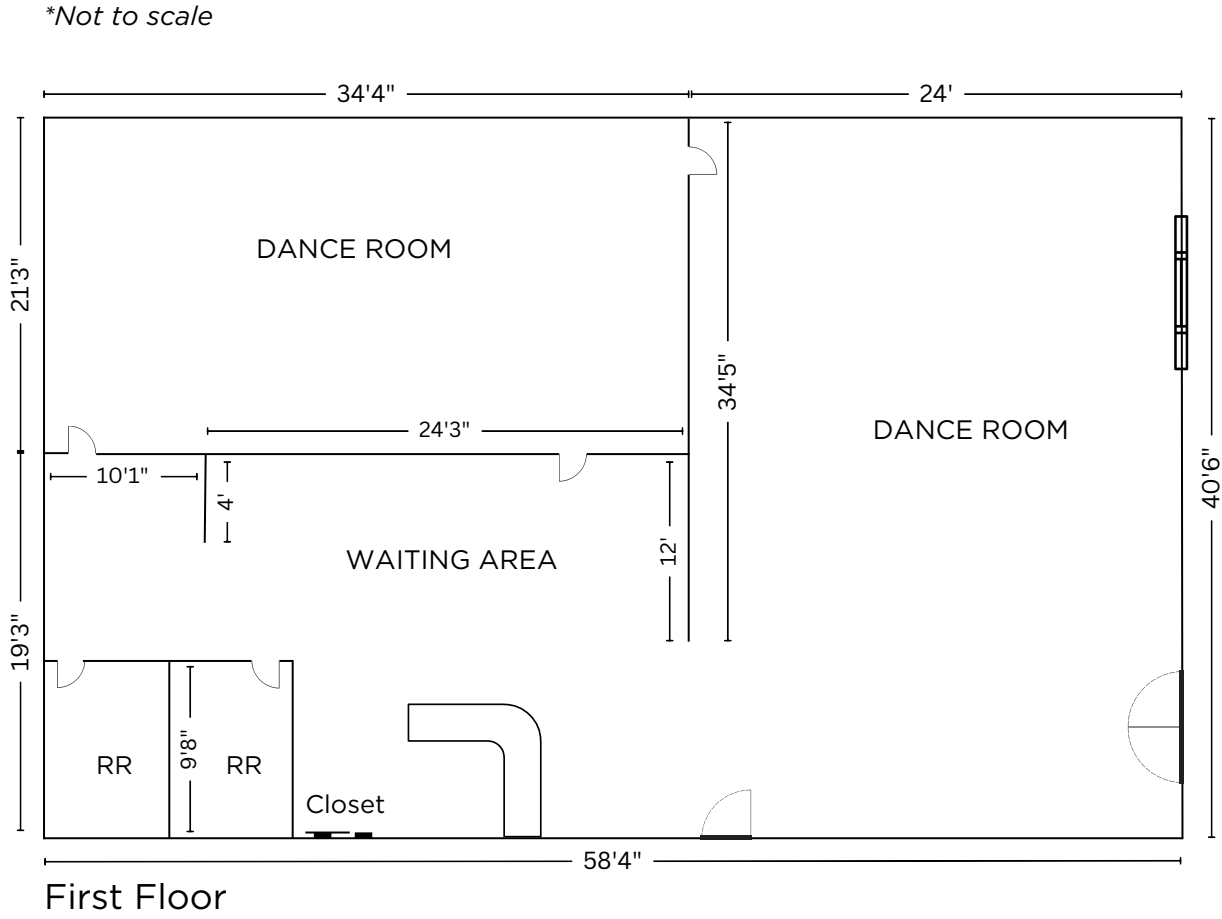 *Not to scale
34'4"
24'
DANCE ROOM
21'3"
34'5"
24'3"
DANCE ROOM
10'1"
4'
40'6"
WAITING AREA
12'
19'3"
RR
9'8"
RR
Closet
58'4"
First Floor